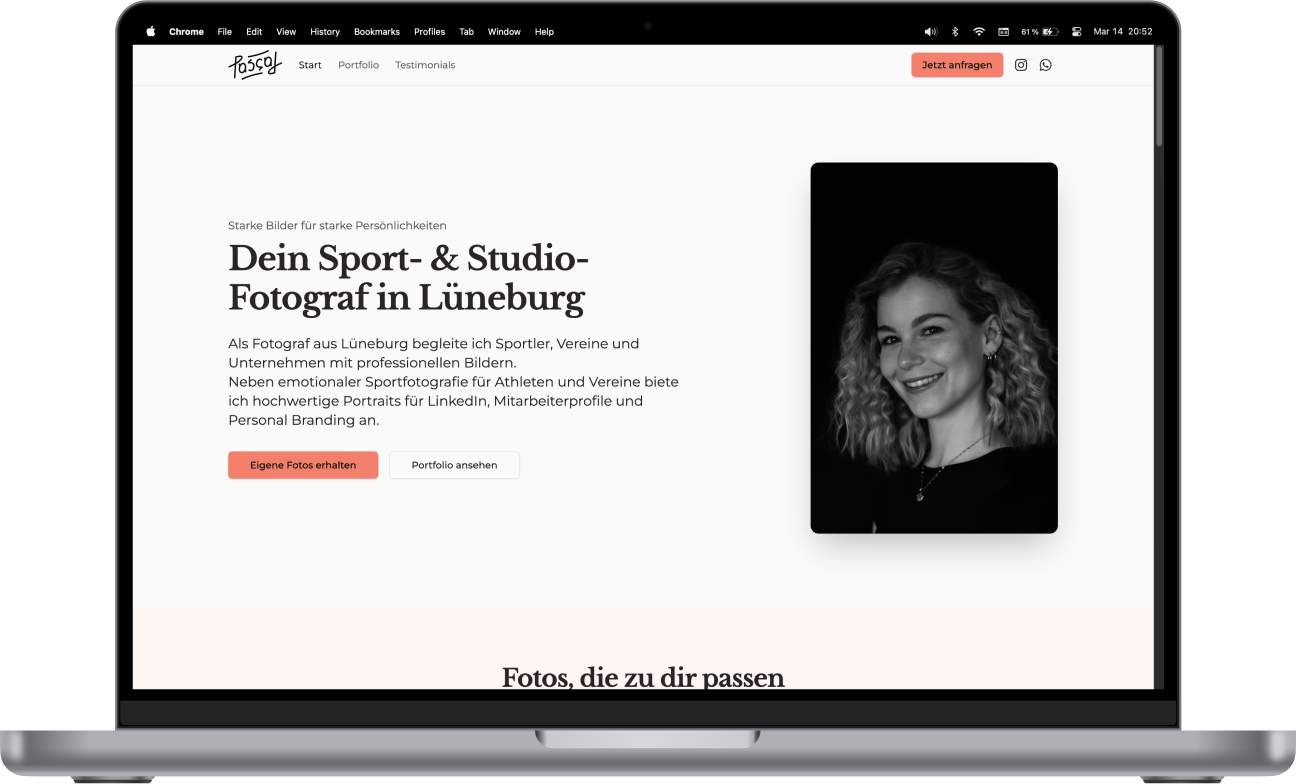 Chrome File Edit View History Bookmarks Profiles Tab Window Help 61 % Mar 14 20:52
Pascal Start Portfolio Testimonials Jetzt anfragen
Starke Bilder für starke Persönlichkeiten
Dein Sport- & Studio-
Fotograf in Lüneburg
Als Fotograf aus Lüneburg begleite ich Sportler, Vereine und
Unternehmen mit professionellen Bildern.
Neben emotionaler Sportfotografie für Athleten und Vereine biete
ich hochwertige Portraits für LinkedIn, Mitarbeiterprofile und
Personal Branding an.
Eigene Fotos erhalten Portfolio ansehen
Fotos, die zu dir passen